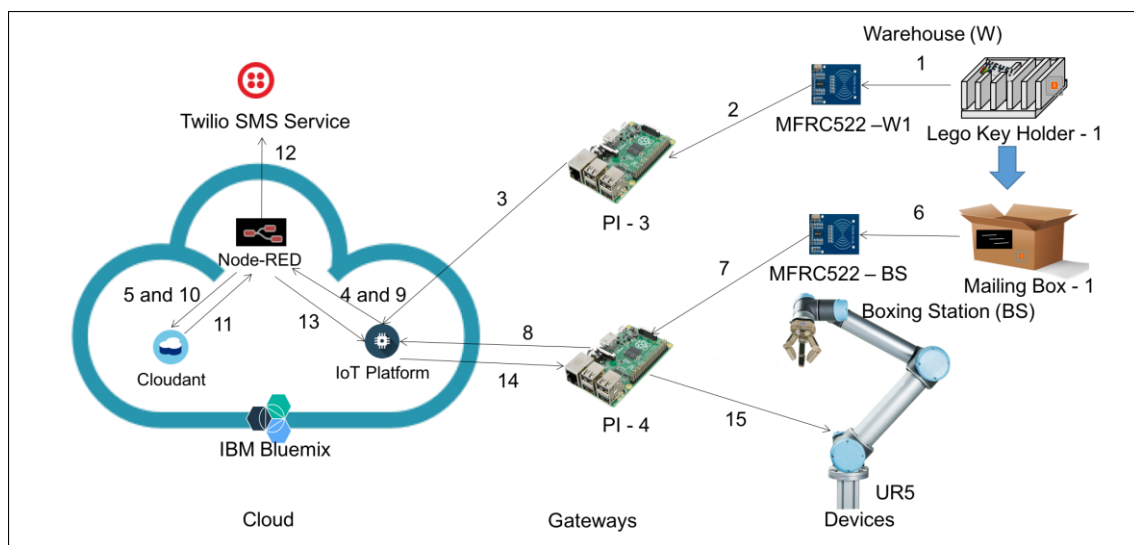 Warehouse (W)
1
MFRC522 –W1
Lego Key Holder - 1
2
Twilio SMS Service
12
3
PI - 3
6
MFRC522 – BS
Mailing Box - 1
Boxing Station (BS)
7
Node-RED
5 and 10
4 and 9
11
13
8
Cloudant
IoT Platform
14
PI - 4
15
IBM Bluemix
UR5
Cloud
Gateways
Devices